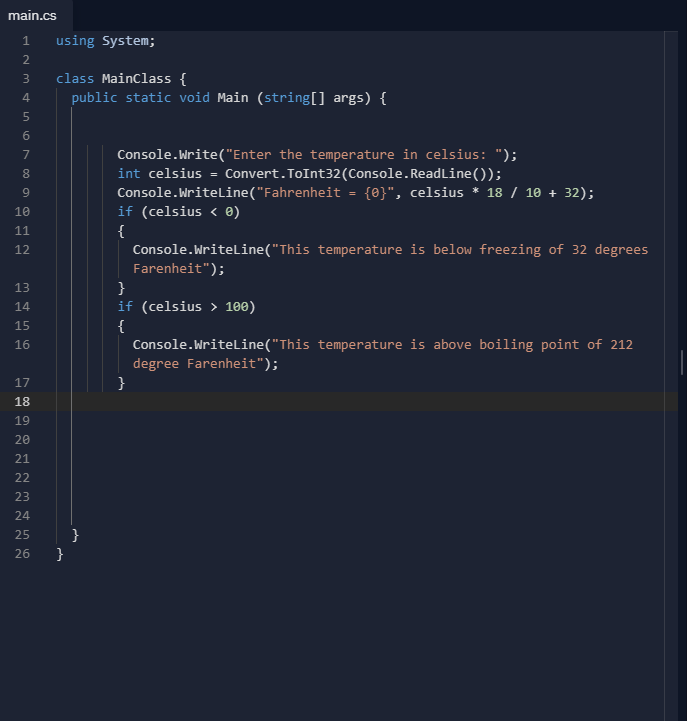 main.cs
1 using System;
2
3 class MainClass {
4 public static void Main (string[] args) {
5
6
7 Console.Write("Enter the temperature in celsius: ");
8 int celsius = Convert.ToInt32(Console.ReadLine());
9 Console.WriteLine("Fahrenheit = {0}", celsius * 18 / 10 + 32);
10 if (celsius < 0)
11 {
12 Console.WriteLine("This temperature is below freezing of 32 degrees
Farenheit");
13 }
14 if (celsius > 100)
15 {
16 Console.WriteLine("This temperature is above boiling point of 212
degree Farenheit");
17 }
18
19
20
21
22
23
24
25 }
26 }